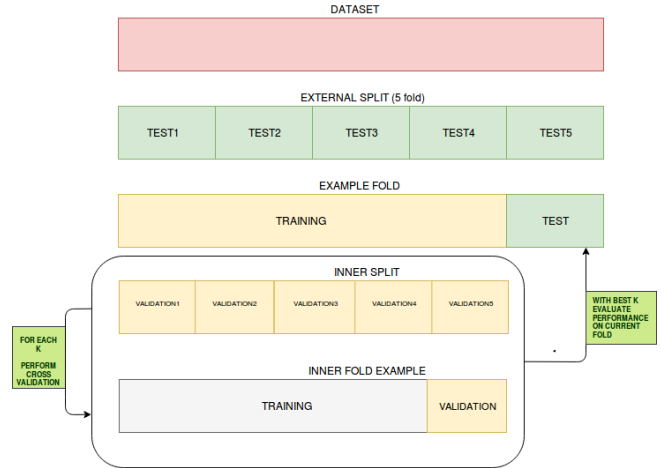 DATASET
EXTERNAL SPLIT (5 fold)
TEST1 TEST2 TEST3 TEST4 TEST5
EXAMPLE FOLD
TRAINING TEST
INNER SPLIT
VALIDATION1 VALIDATION2 VALIDATION3 VALIDATION4 VALIDATION5
WITH BEST K
EVALUATE
PERFORMANCE
ON CURRENT
FOLD
FOR EACH
K
PERFORM
CROSS
VALIDATION
INNER FOLD EXAMPLE
TRAINING VALIDATION